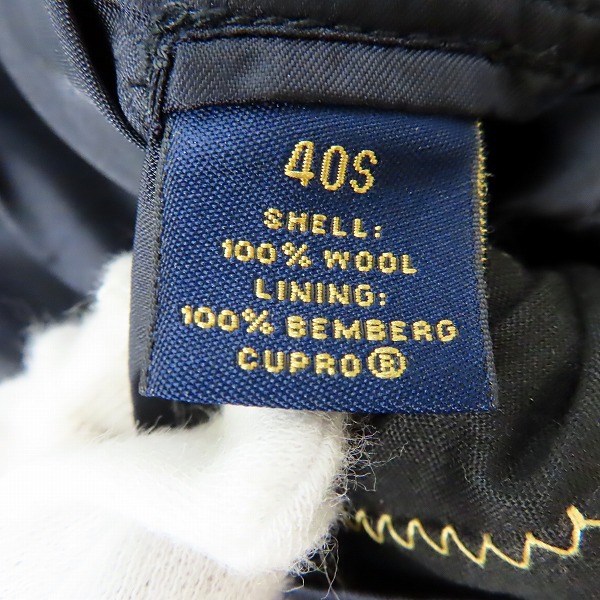 40S
SHELL:
100% WOOL
LINING:
100% BEMBERG
CUPRO®